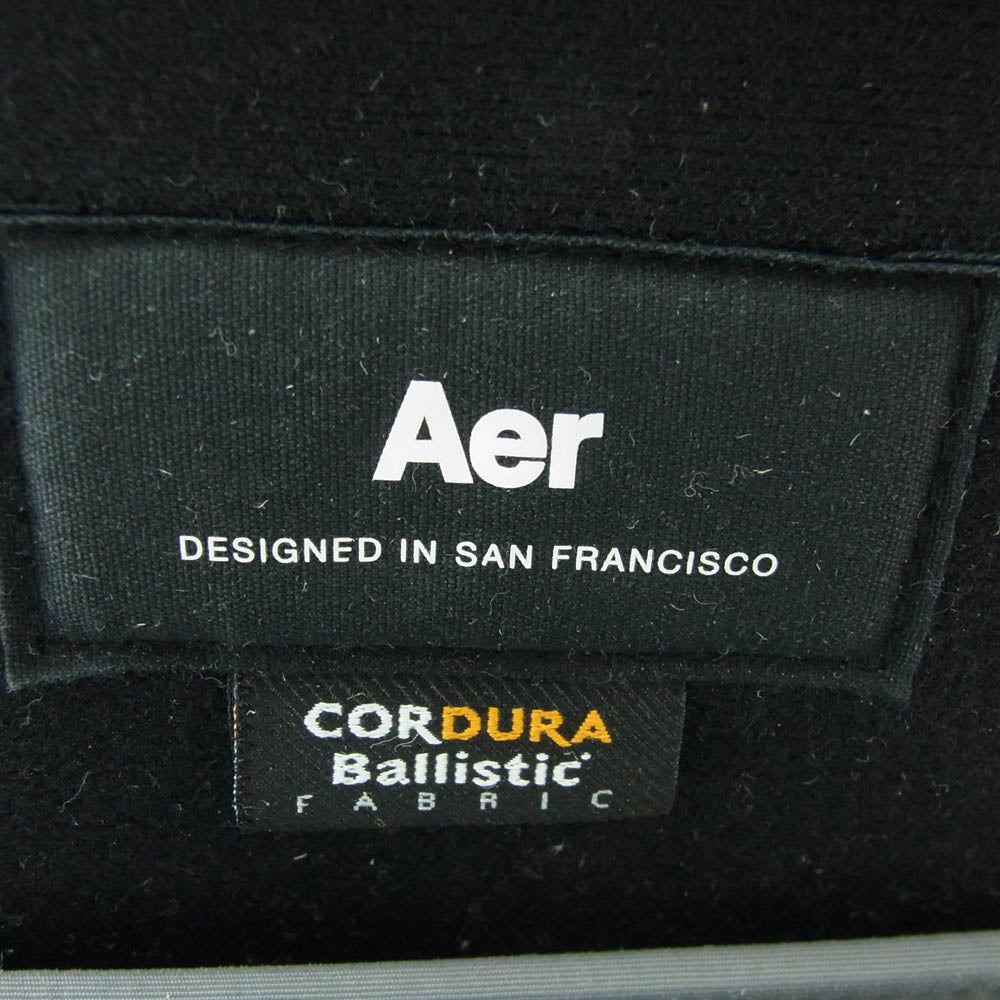 Aer
DESIGNED IN SAN FRANCISCO
CORDURA
Ballistic
FABRIC